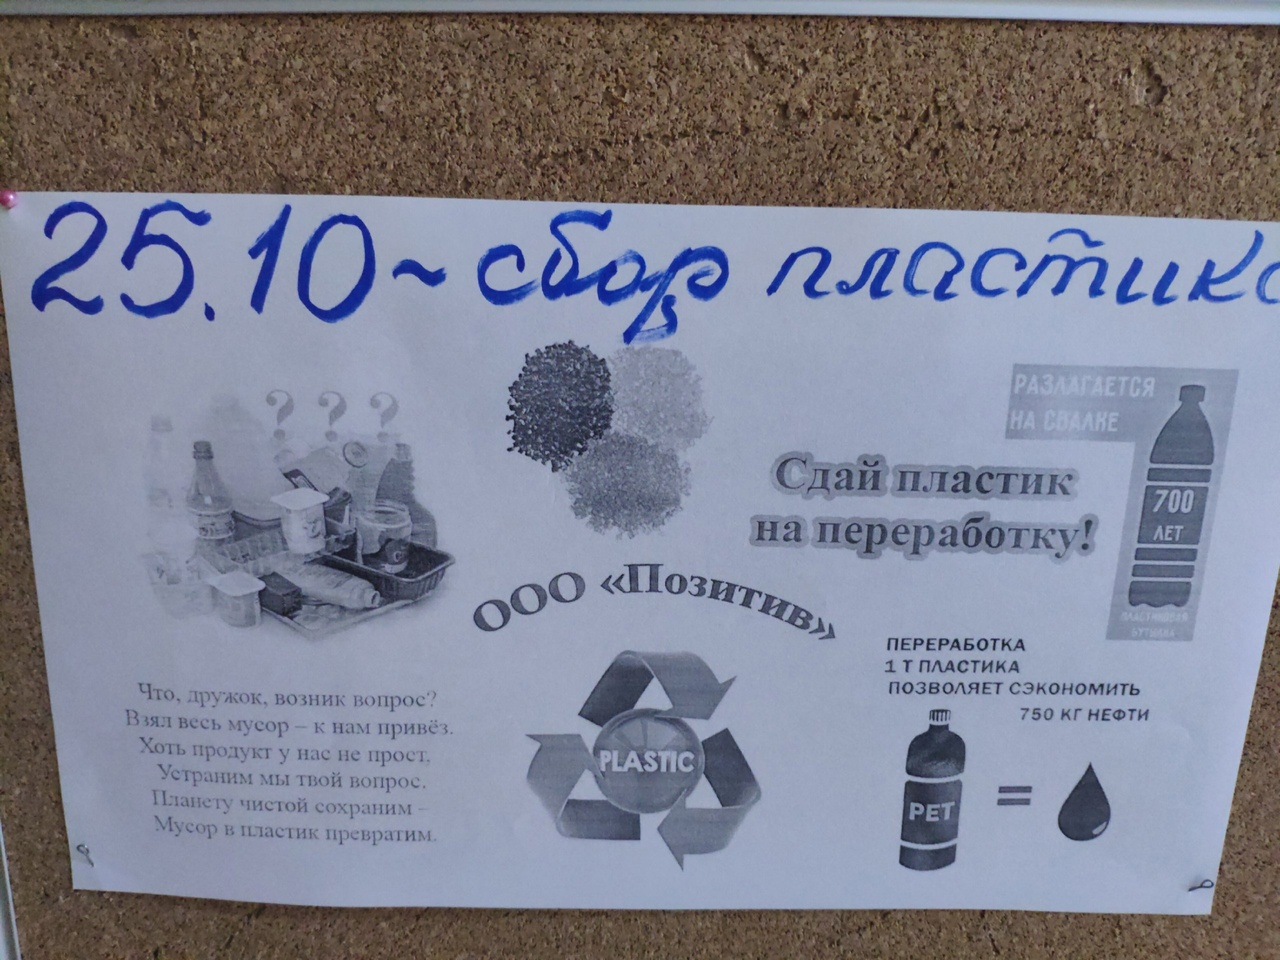 25.10 ~ сбор пластика
? ? ?
РАЗЛАГАЕТСЯ
НА СВАЛКЕ
700
ЛЕТ
ПЛАСТИКОВАЯ
БУТЫЛКА
Сдай пластик
на переработку!
ООО «Позитив»
Что, дружок, возник вопрос?
Взял весь мусор – к нам привёз.
Хоть продукт у нас не прост,
Устраним мы твой вопрос.
Планету чистой сохраним –
Мусор в пластик превратим.
PLASTIC
ПЕРЕРАБОТКА
1 Т ПЛАСТИКА
ПОЗВОЛЯЕТ СЭКОНОМИТЬ
750 КГ НЕФТИ
PET
=